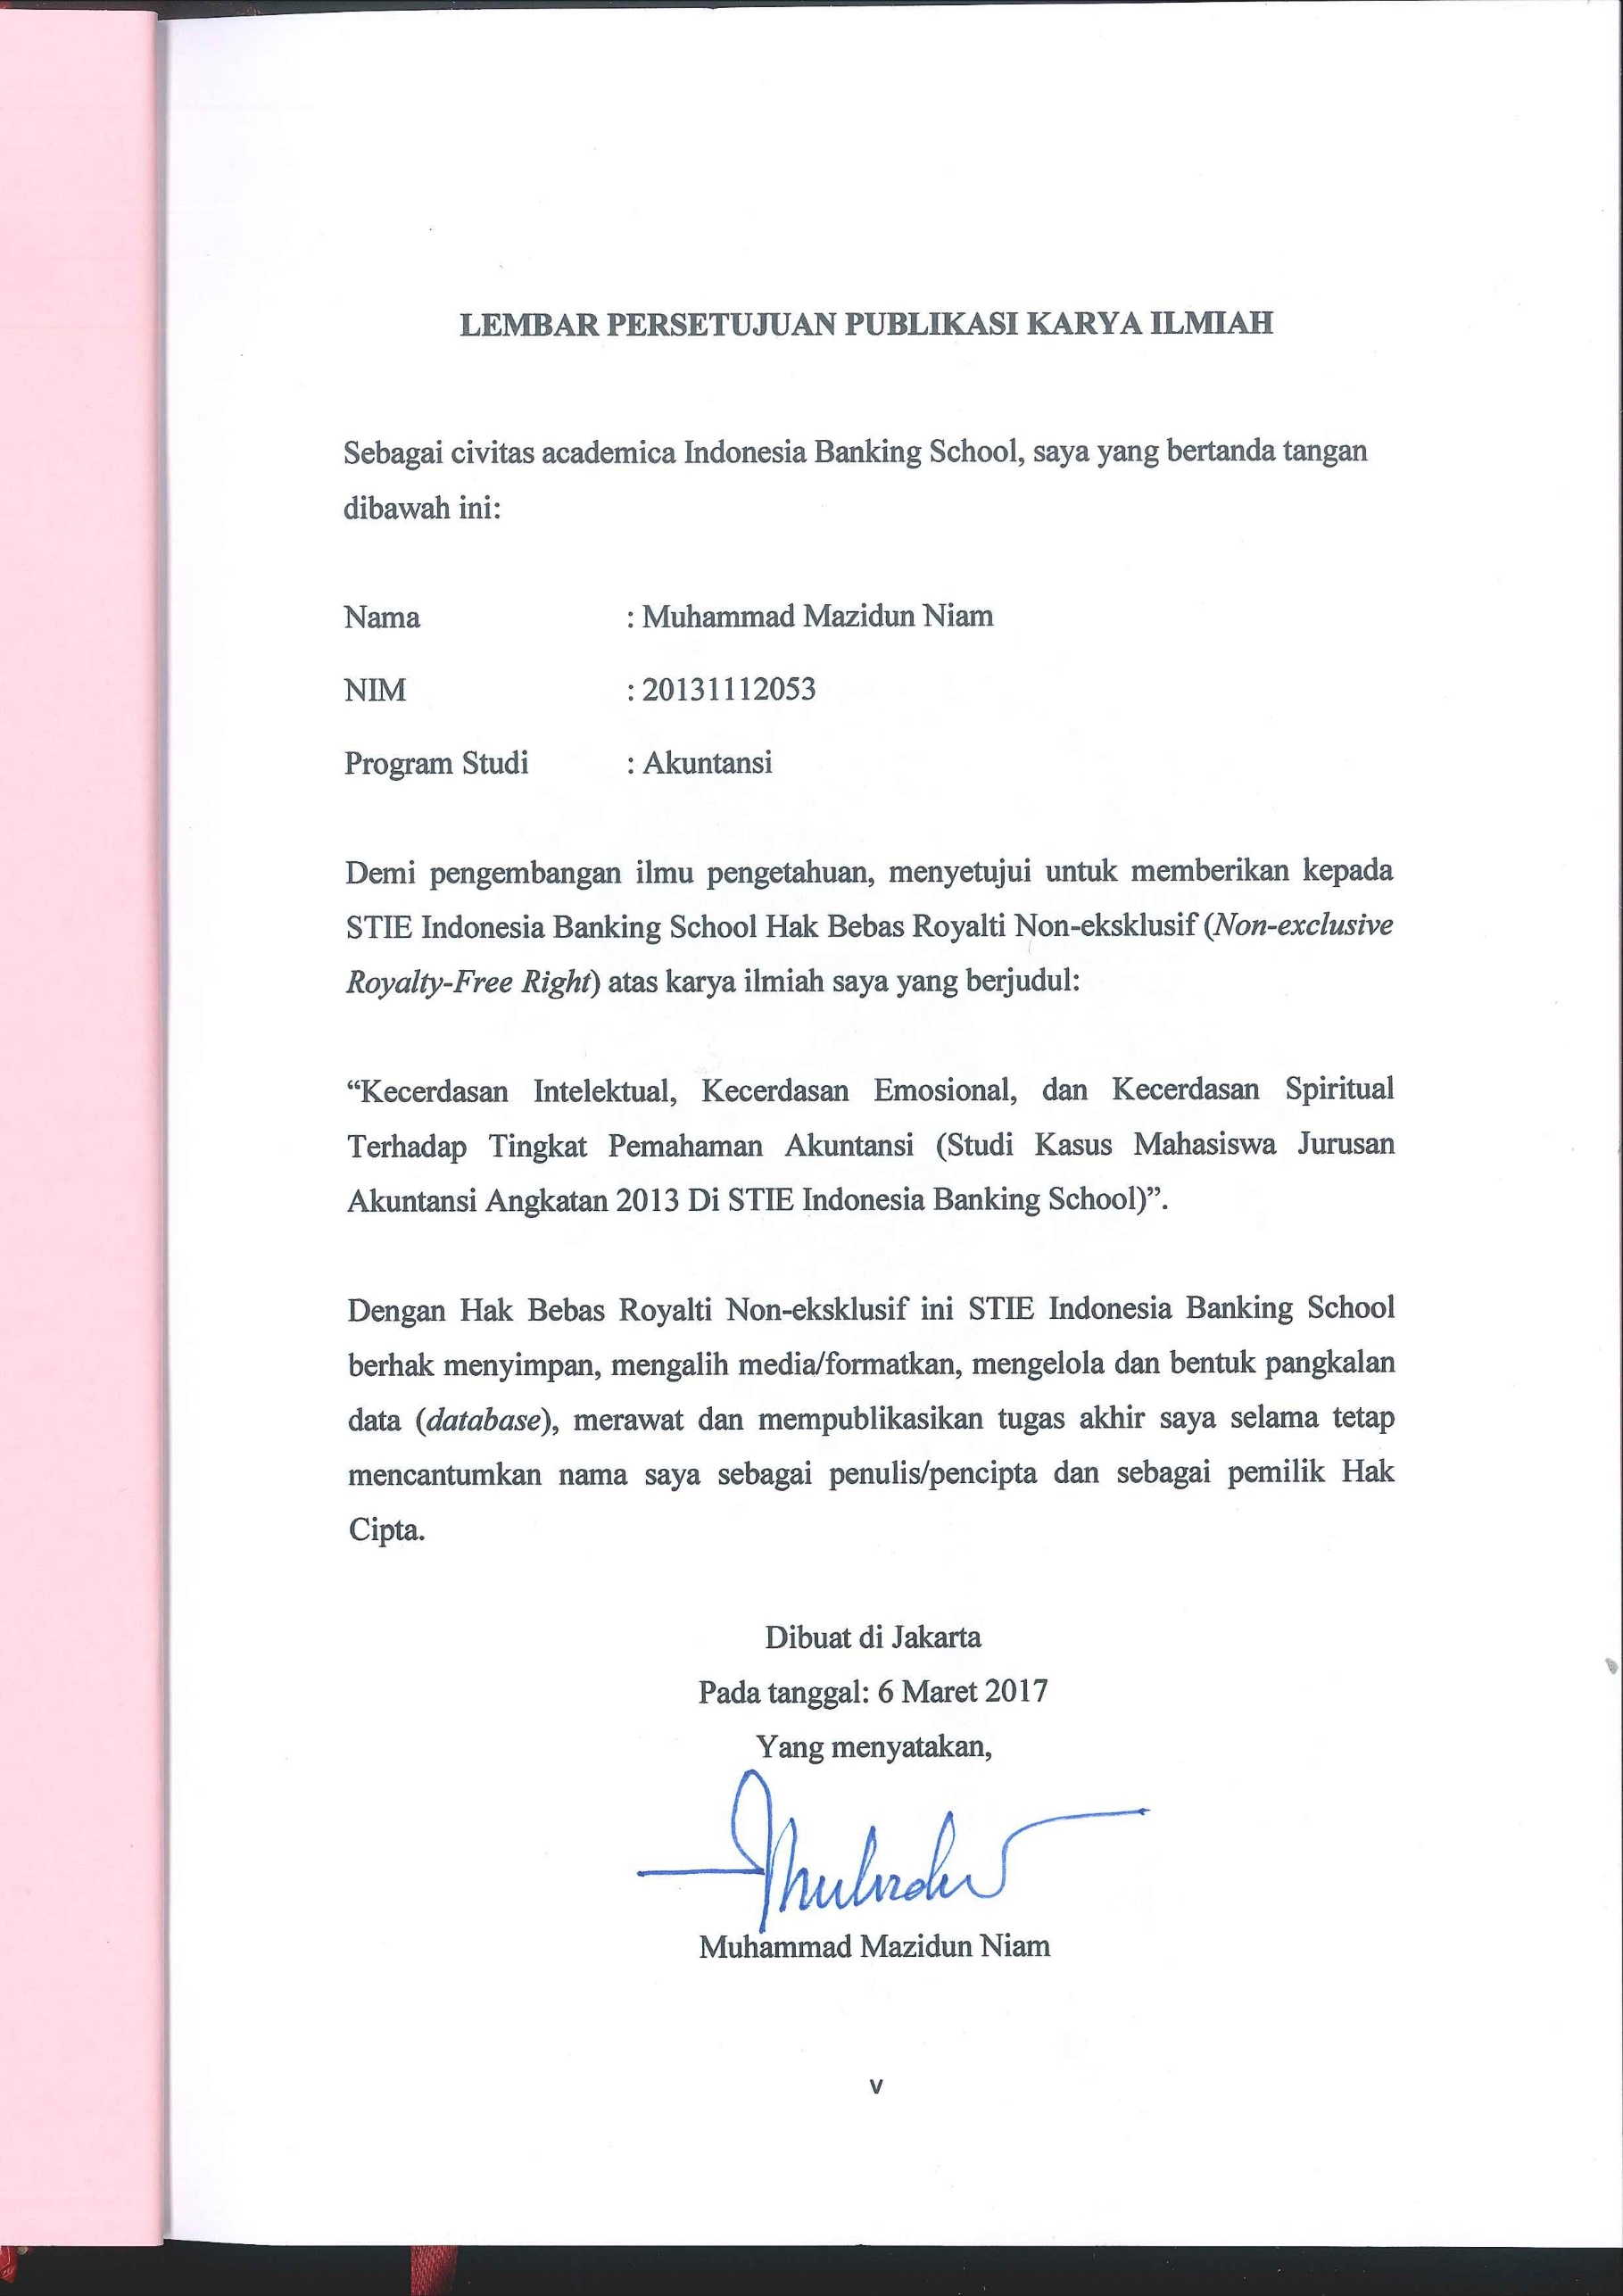 LEMBAR PERSETUJUAN PUBLIKASI KARYA ILMIAH
Sebagai civitas academica Indonesia Banking School, saya yang bertanda tangan
dibawah ini:
Nama : Muhammad Mazidun Niam
NIM : 20131112053
Program Studi : Akuntansi
Demi pengembangan ilmu pengetahuan, menyetujui untuk memberikan kepada
STIE Indonesia Banking School Hak Bebas Royalti Non-eksklusif (Non-exclusive
Royalty-Free Right) atas karya ilmiah saya yang berjudul:
“Kecerdasan Intelektual, Kecerdasan Emosional, dan Kecerdasan Spiritual
Terhadap Tingkat Pemahaman Akuntansi (Studi Kasus Mahasiswa Jurusan
Akuntansi Angkatan 2013 Di STIE Indonesia Banking School)”.
Dengan Hak Bebas Royalti Non-eksklusif ini STIE Indonesia Banking School
berhak menyimpan, mengalih media/formatkan, mengelola dan bentuk pangkalan
data (database), merawat dan mempublikasikan tugas akhir saya selama tetap
mencantumkan nama saya sebagai penulis/pencipta dan sebagai pemilik Hak
Cipta.
Dibuat di Jakarta
Pada tanggal: 6 Maret 2017
Yang menyatakan,
Muhammad Mazidun Niam
v